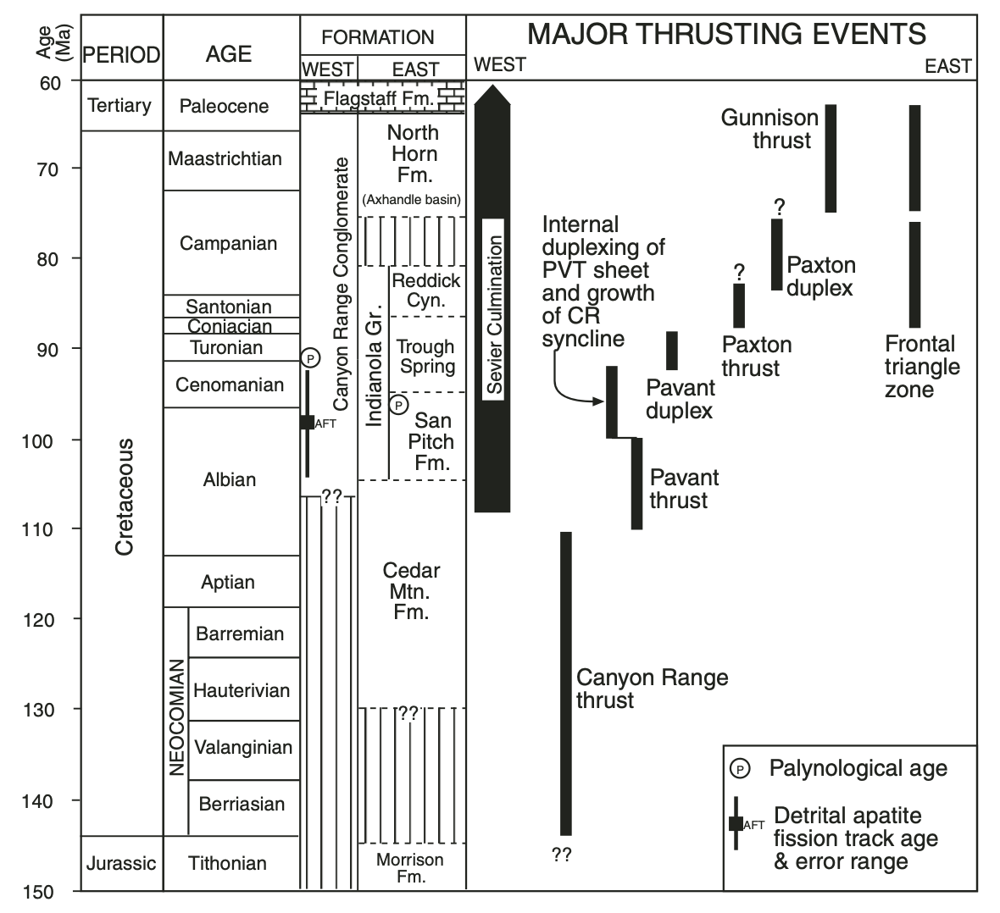 Age
(Ma)
PERIOD
AGE
FORMATION
WEST
EAST
MAJOR THRUSTING EVENTS
WEST
EAST
60
70
80
90
100
110
120
130
140
150
Tertiary
Cretaceous
Jurassic
Paleocene
Maastrichtian
Campanian
Santonian
Coniacian
Turonian
Cenomanian
Albian
Aptian
NEOCOMIAN
Barremian
Hauterivian
Valanginian
Berriasian
Tithonian
Flagstaff Fm.
Canyon Range Conglomerate
P
AFT
??
North
Horn
Fm.
(Axhandle basin)
Indianola Gr.
Reddick
Cyn.
Trough
Spring
P
San
Pitch
Fm.
Cedar
Mtn.
Fm.
??
Morrison
Fm.
Sevier Culmination
Internal
duplexing of
PVT sheet
and growth
of CR
syncline
Gunnison
thrust
?
Paxton
duplex
?
Paxton
thrust
Frontal
triangle
zone
Pavant
duplex
Pavant
thrust
Canyon Range
thrust
??
P Palynological age
AFT Detrital apatite
fission track age
& error range